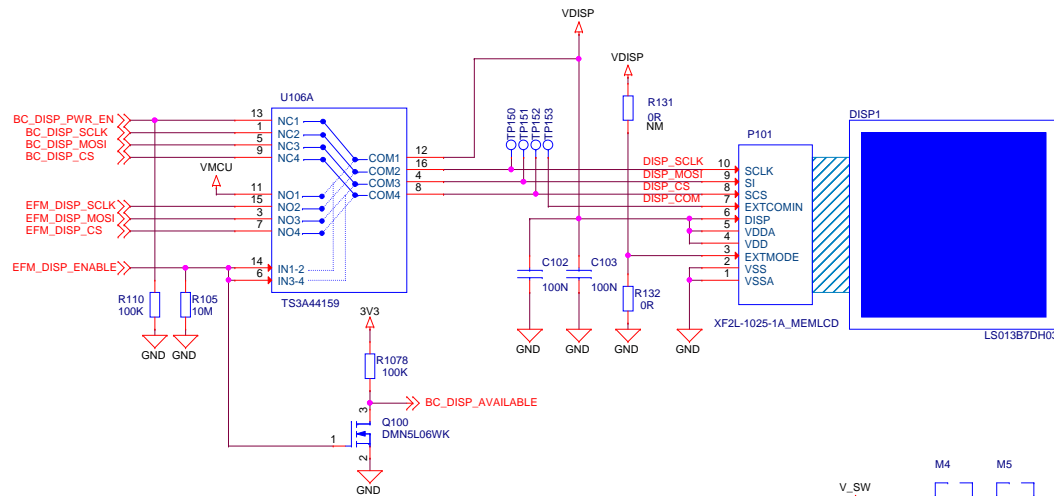 VDISP
VDISP
U106A
R131
0R
NM
DISP1
P101
BC_DISP_PWR_EN
BC_DISP_SCLK
BC_DISP_MOSI
BC_DISP_CS
13
1
5
9
NC1
NC2
NC3
NC4
COM1
COM2
COM3
COM4
12
16
4
8
TP150
TP151
TP152
TP153
DISP_SCLK
DISP_MOSI
DISP_CS
DISP_COM
10
9
8
7
6
5
4
3
2
1
SCLK
SI
SCS
EXTCOMIN
DISP
VDDA
VDD
EXTMODE
VSS
VSSA
VMCU
EFM_DISP_SCLK
EFM_DISP_MOSI
EFM_DISP_CS
11
15
3
7
NO1
NO2
NO3
NO4
EFM_DISP_ENABLE
14
6
IN1-2
IN3-4
TS3A44159
R110
100K
R105
10M
C102
100N
C103
100N
R132
0R
XF2L-1025-1A_MEMLCD
LS013B7DH03
GND
GND
GND
GND
GND
GND
3V3
R1078
100K
BC_DISP_AVAILABLE
3
Q100
DMN5L06WK
1
2
GND
M4
M5
V_SW